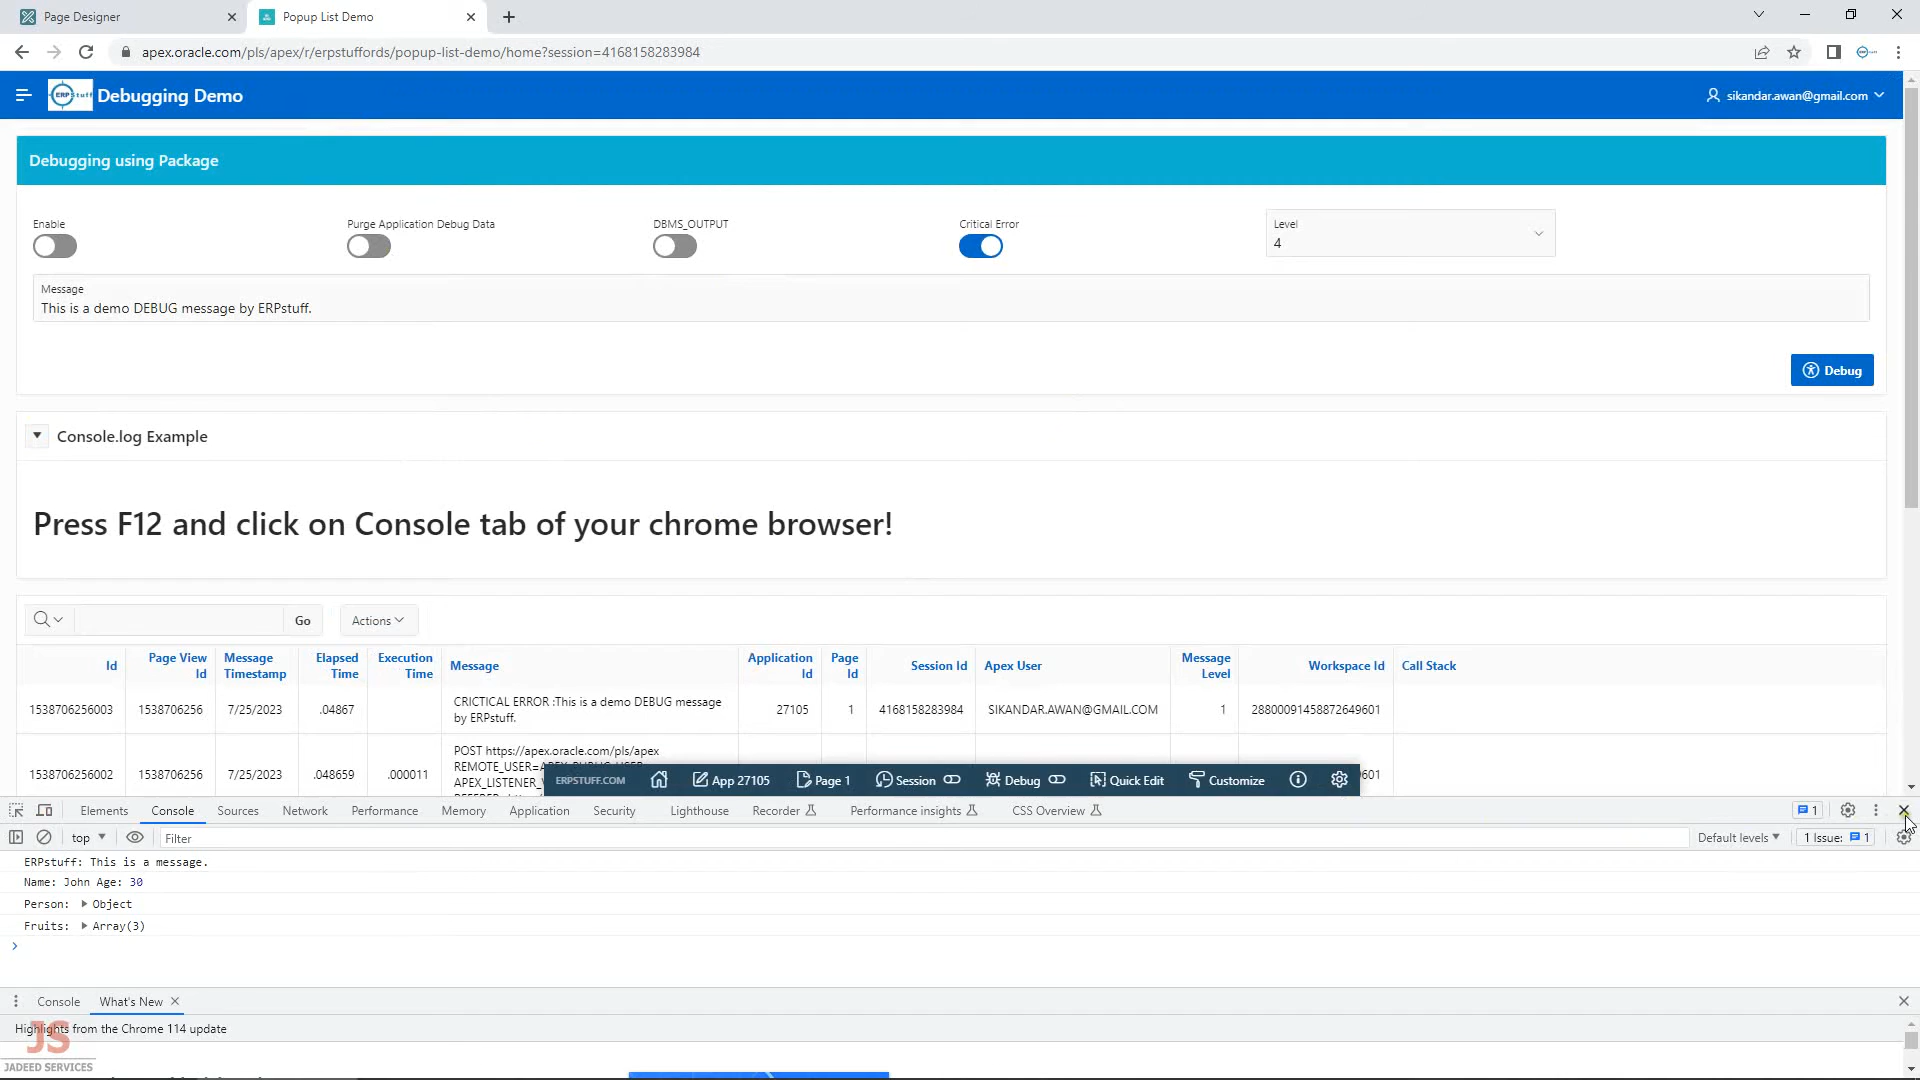 Page Designer
Popup List Demo
apex.oracle.com/pls/apex/r/erpstuffords/popup-list-demo/home?session=4168158283984
ERP Stuff Debugging Demo
sikandar.awan@gmail.com
Debugging using Package
Enable
Purge Application Debug Data
DBMS_OUTPUT
Critical Error
Level
4
Message
This is a demo DEBUG message by ERPstuff.
Debug
Console.log Example
Press F12 and click on Console tab of your chrome browser!
Go
Actions
Id
Page View Id
Message Timestamp
Elapsed Time
Execution Time
Message
Application Id
Page Id
Session Id
Apex User
Message Level
Workspace Id
Call Stack
1538706256003 1538706256 7/25/2023 .04867 CRICTICAL ERROR :This is a demo DEBUG message 27105 1 4168158283984 SIKANDAR.AWAN@GMAIL.COM 1 28800091458872649601
by ERPstuff.
POST https://apex.oracle.com/pls/apex
1538706256002 1538706256 7/25/2023 .048659 .000011 REMOTE_USER=APEX_PUBLIC_USER
APEX_LISTENER_
ERPSTUFF.COM App 27105 Page 1 Session Debug Quick Edit Customize
Elements Console Sources Network Performance Memory Application Security Lighthouse Recorder Performance insights CSS Overview 1
top Filter Default levels 1 Issue: 1
ERPstuff: This is a message.
Name: John Age: 30
Person: Object
Fruits: Array(3)
Console What's New
Highlights from the Chrome 114 update
JS
JADEED SERVICES